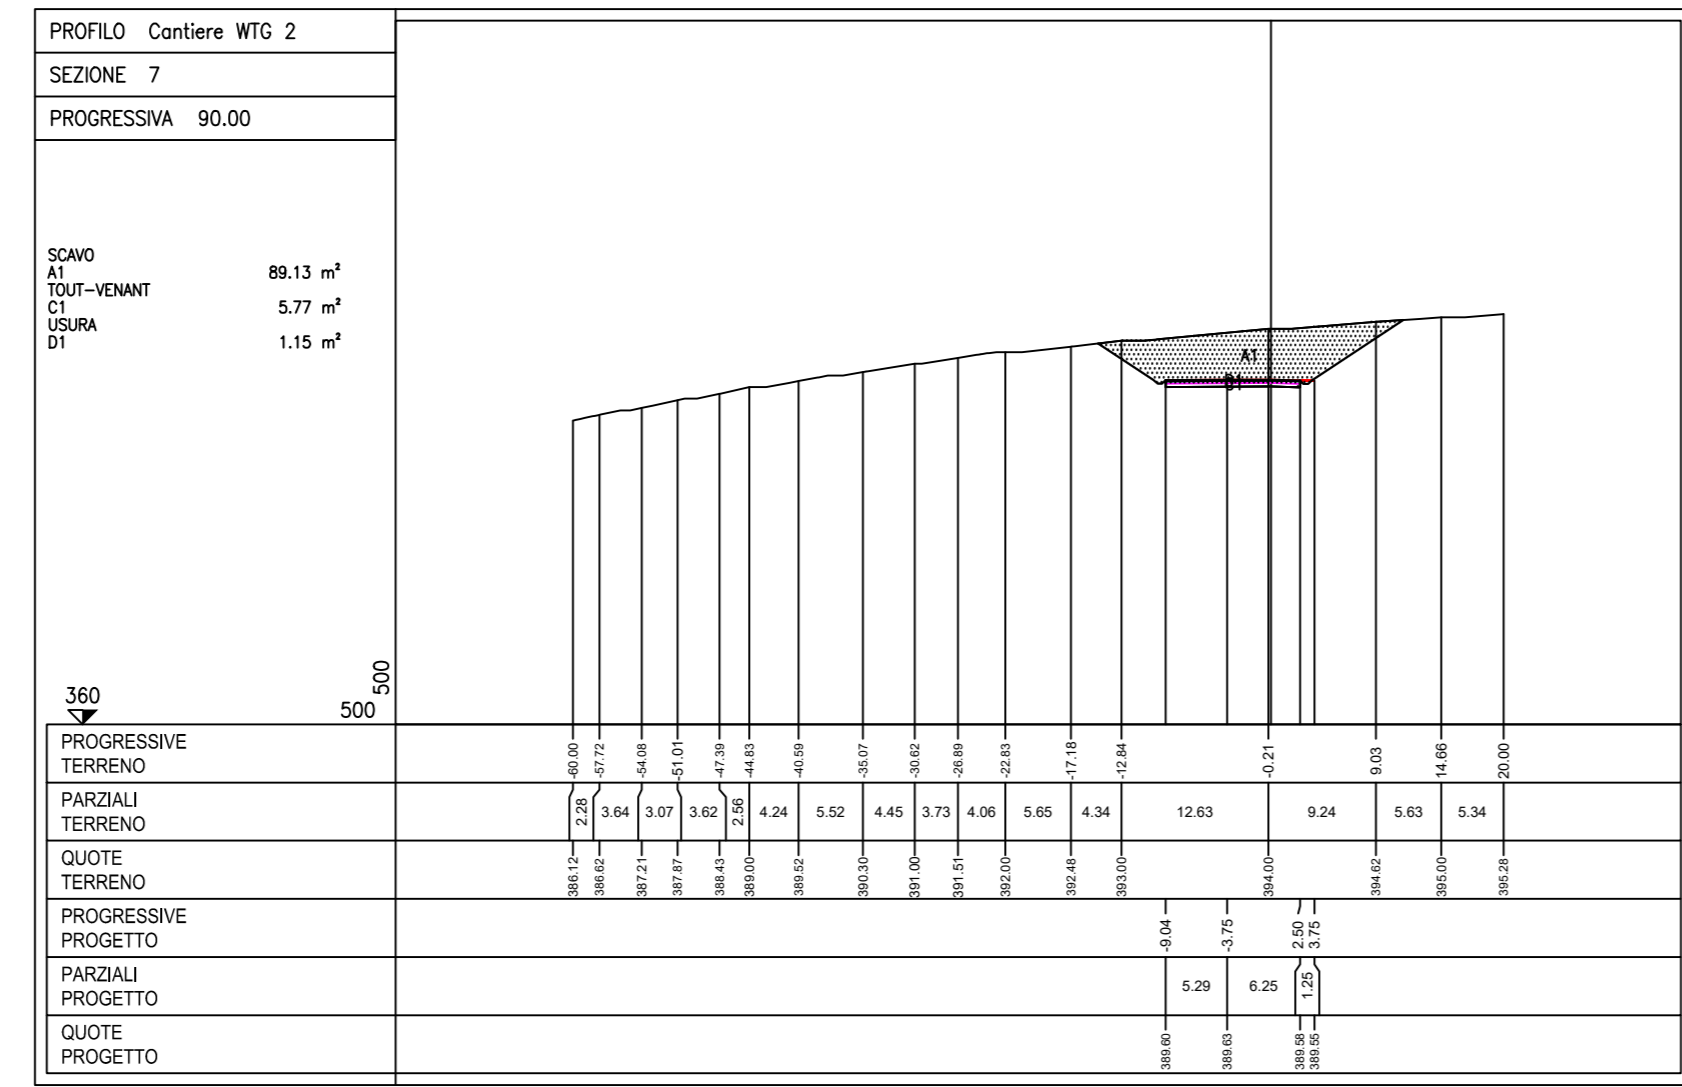 PROFILO Cantiere WTG 2
SEZIONE 7
PROGRESSIVA 90.00
SCAVO
A1 89.13 m²
TOUT-VENANT
C1 5.77 m²
USURA
D1 1.15 m²
A1
360
500
500
PROGRESSIVE
TERRENO
-60.00 -57.72 -54.08 -51.01 -47.39 -44.83 -40.59 -35.07 -30.62 -26.89 -22.83 -17.18 -12.84 -0.21 9.03 14.66 20.00
PARZIALI
TERRENO
2.28 3.64 3.07 3.62 2.56 4.24 5.52 4.45 3.73 4.06 5.65 4.34 12.63 9.24 5.63 5.34
QUOTE
TERRENO
386.12 386.62 387.21 387.87 388.43 389.00 389.52 390.30 391.00 391.51 392.00 392.48 393.00 394.00 394.62 395.00 395.28
PROGRESSIVE
PROGETTO
-9.04 -3.75 2.50 3.75
PARZIALI
PROGETTO
5.29 6.25 1.25
QUOTE
PROGETTO
389.60 389.63 389.58 389.55